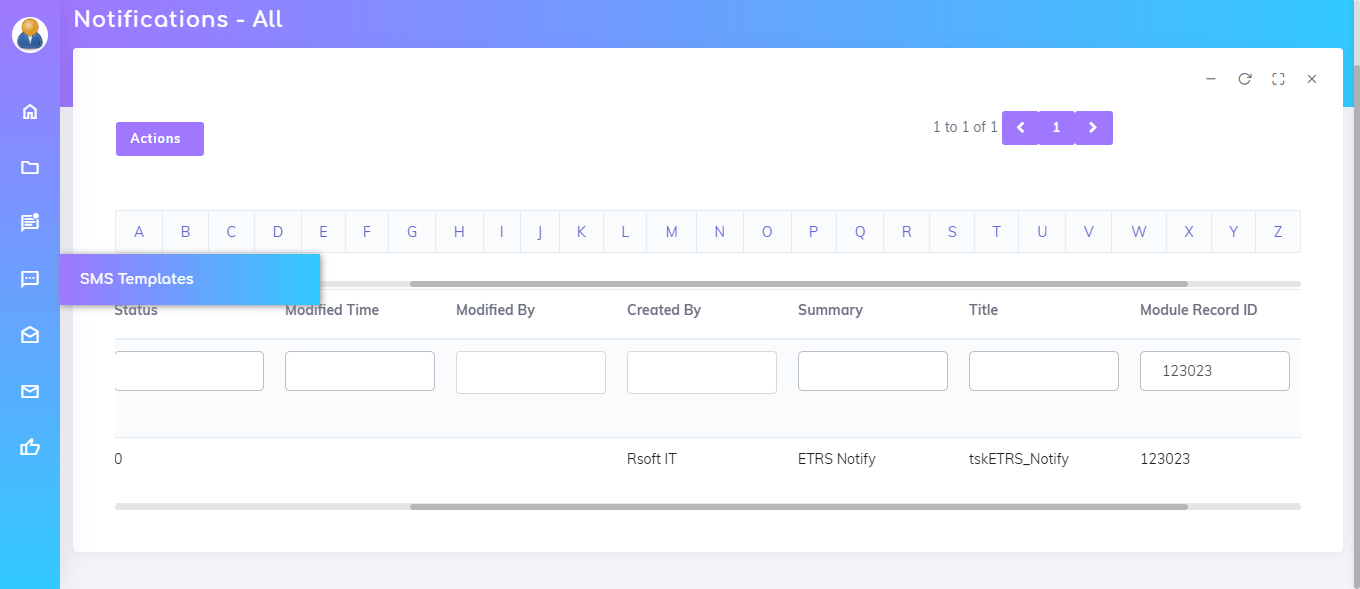 Notifications - All
Actions
1 to 1 of 1 1
A B C D E F G H I J K L M N O P Q R S T U V W X Y Z
SMS Templates
Status Modified Time Modified By Created By Summary Title Module Record ID
123023
0 Rsoft IT ETRS Notify tskETRS_Notify 123023